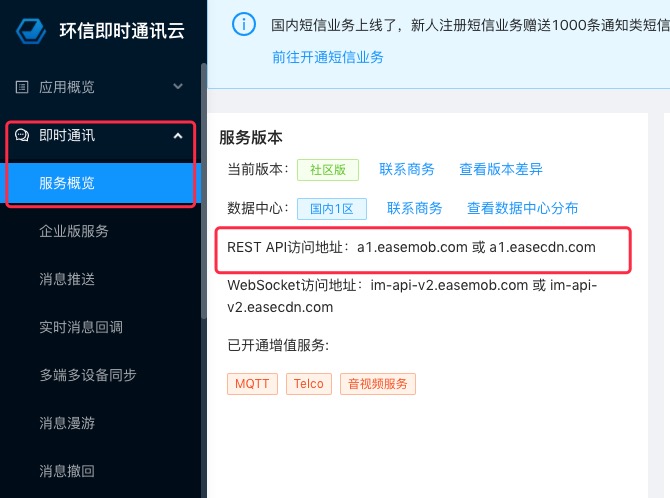 环信即时通讯云
应用概览
即时通讯
服务概览
企业版服务
消息推送
实时消息回调
多端多设备同步
消息漫游
消息撤回
国内短信业务上线了，新人注册短信业务赠送1000条通知类短信
前往开通短信业务
服务版本
当前版本： 社区版 联系商务 查看版本差异
数据中心： 国内1区 联系商务 查看数据中心分布
REST API访问地址：a1.easemob.com 或 a1.easecdn.com
WebSocket访问地址：im-api-v2.easemob.com 或 im-api-
v2.easecdn.com
已开通增值服务:
MQTT Telco 音视频服务